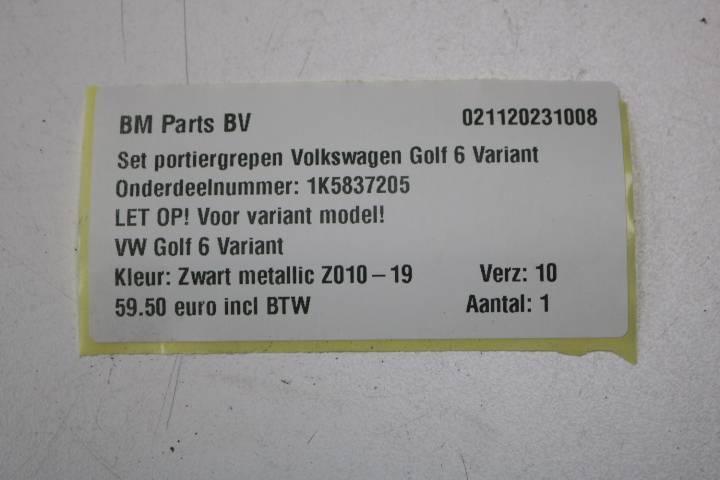 BM Parts BV 021120231008
Set portiergrepen Volkswagen Golf 6 Variant
Onderdeelnummer: 1K5837205
LET OP! Voor variant model!
VW Golf 6 Variant
Kleur: Zwart metallic Z010 – 19 Verz: 10
59.50 euro incl BTW Aantal: 1